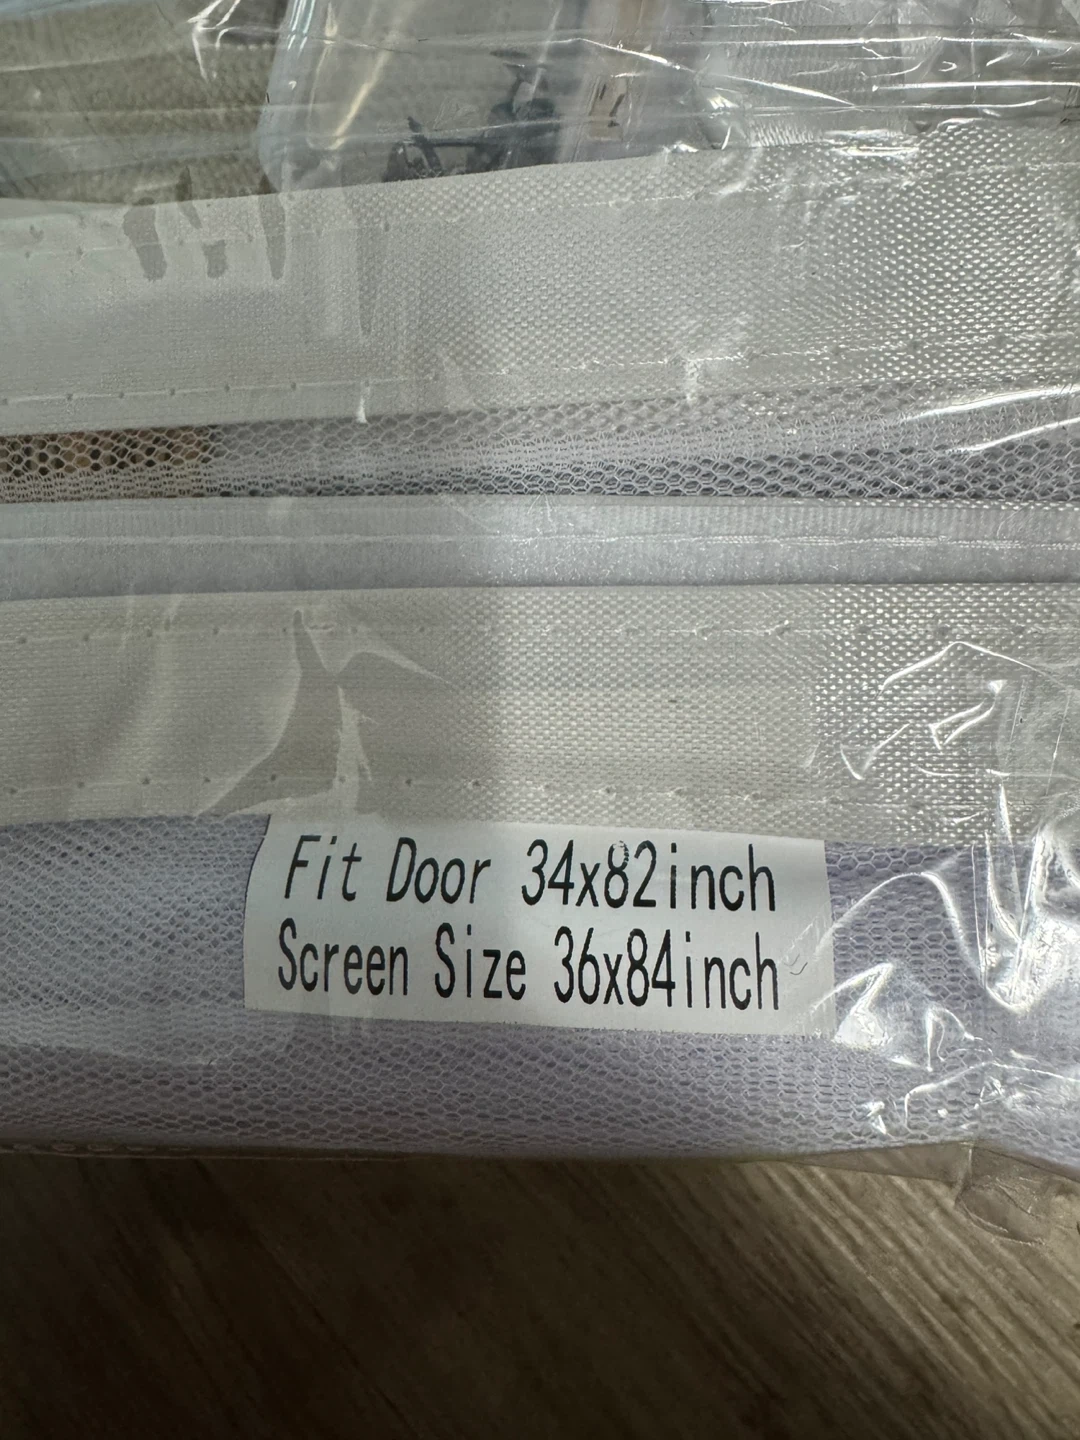 Fit Door 34x82inch
Screen Size 36x84inch